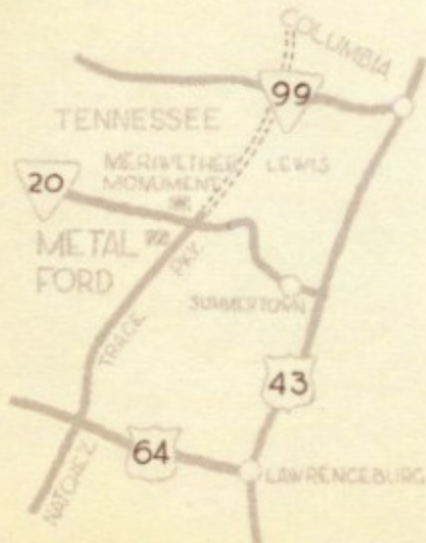 COLUMBIA
99
TENNESSEE
MERIWETHER LEWIS
MONUMENT
20
METAL
FORD
PKY.
SUMMERTOWN
TRACE
43
64
NATCHEZ
LAWRENCEBURG